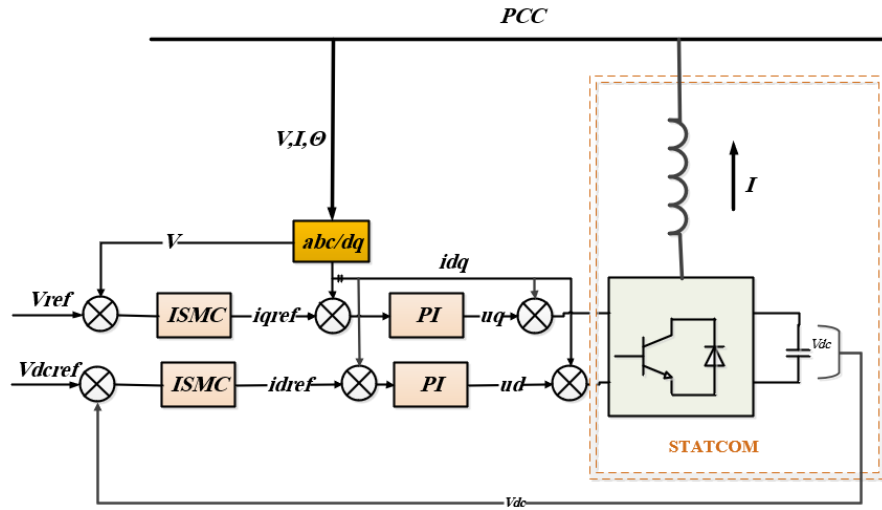 PCC
V,I,Θ
I
abc/dq
V
idq
Vref
ISMC
iqref
PI
uq
Vdc
Vdcref
ISMC
idref
PI
ud
STATCOM
Vdc